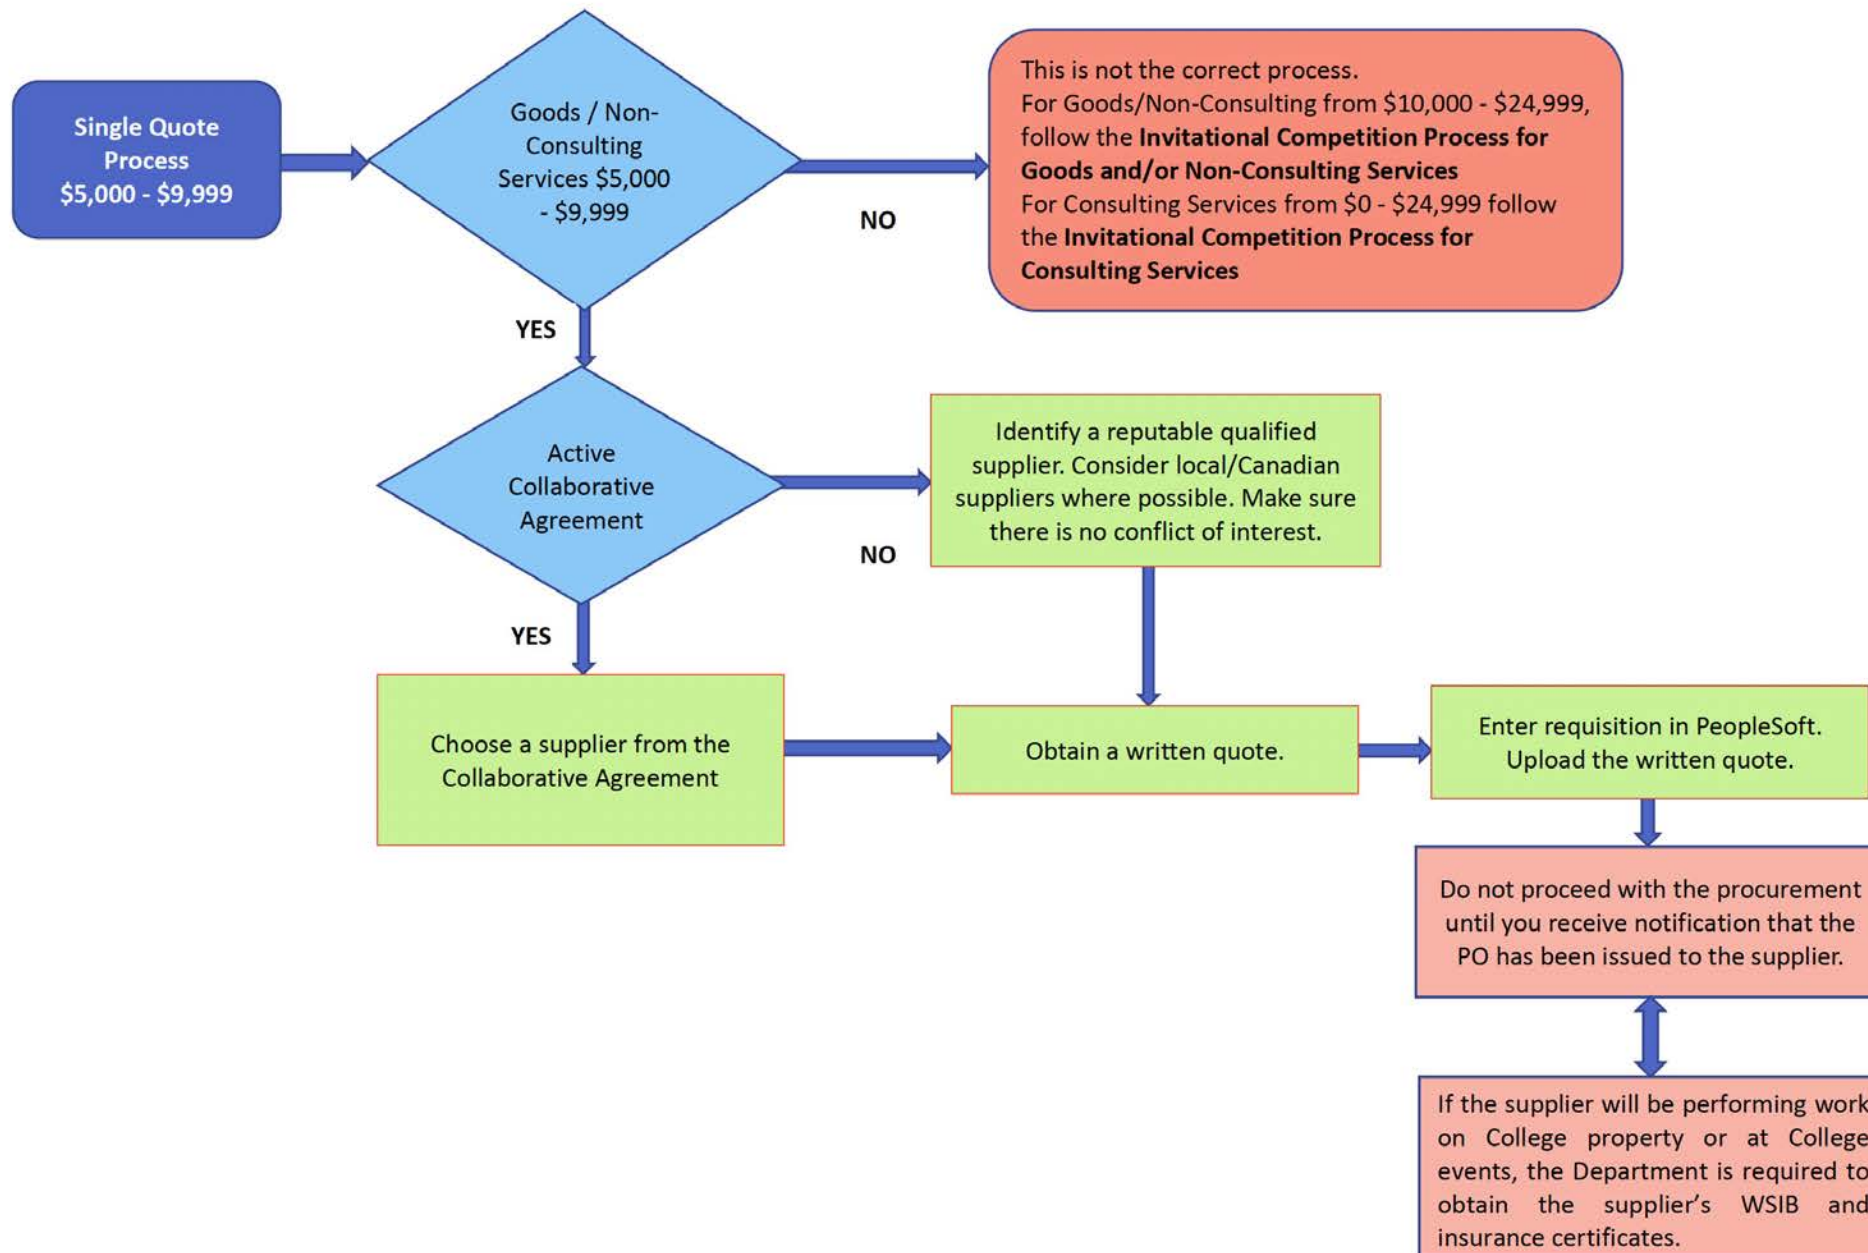 Single Quote
Process
$5,000 - $9,999
Goods / Non-
Consulting
Services $5,000
- $9,999
NO
This is not the correct process.
For Goods/Non-Consulting from $10,000 - $24,999,
follow the Invitational Competition Process for
Goods and/or Non-Consulting Services
For Consulting Services from $0 - $24,999 follow
the Invitational Competition Process for
Consulting Services
YES
Active
Collaborative
Agreement
NO
Identify a reputable qualified
supplier. Consider local/Canadian
suppliers where possible. Make sure
there is no conflict of interest.
YES
Choose a supplier from the
Collaborative Agreement
Obtain a written quote.
Enter requisition in PeopleSoft.
Upload the written quote.
Do not proceed with the procurement
until you receive notification that the
PO has been issued to the supplier.
If the supplier will be performing work
on College property or at College
events, the Department is required to
obtain the supplier’s WSIB and
insurance certificates.